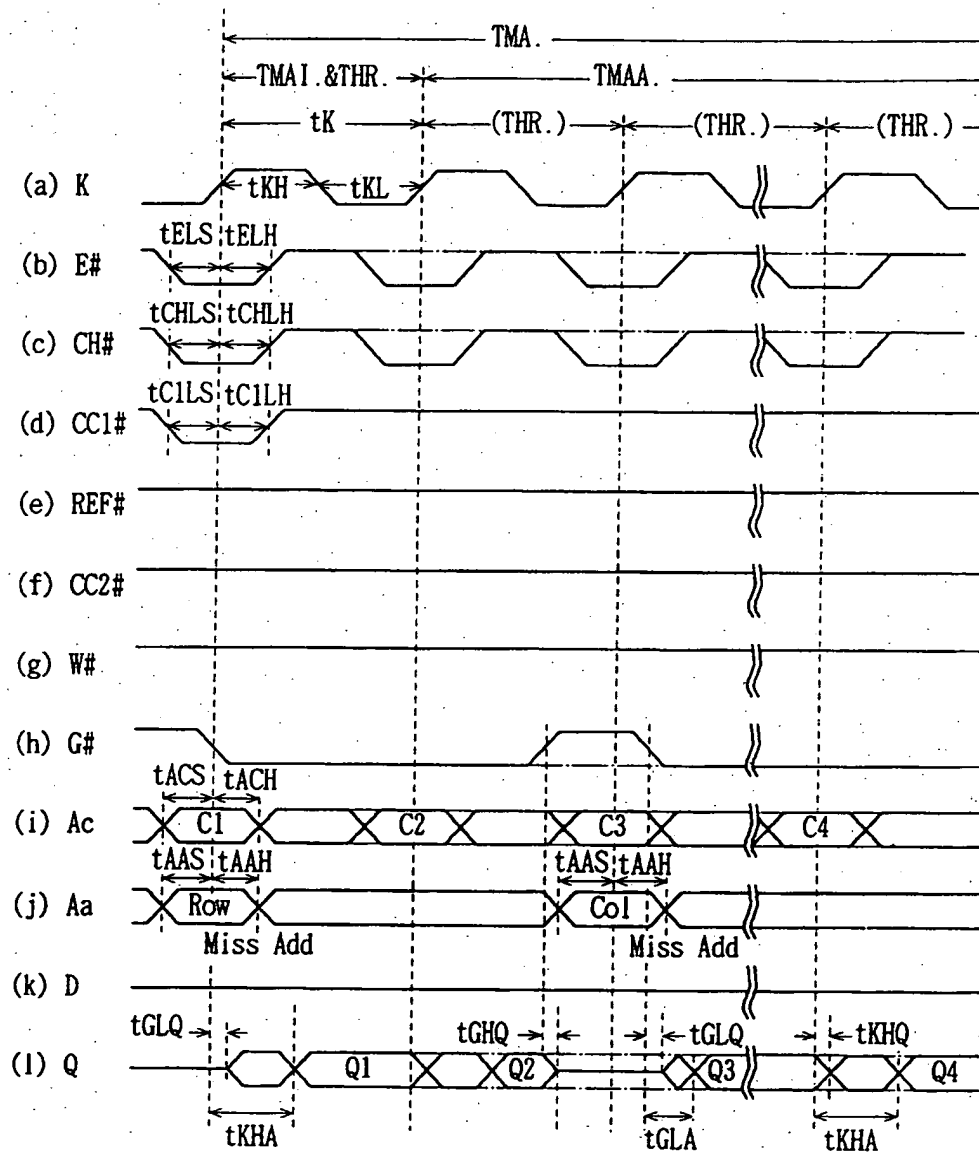 TMA.
TMAI.&THR. TMAA.
tK (THR.) (THR.) (THR.)
(a) K tKH tKL
tELS tELH
(b) E#
tCHLS tCHLH
(c) CH#
tC1LS tC1LH
(d) CC1#
(e) REF#
(f) CC2#
(g) W#
(h) G#
tACS tACH
(i) Ac C1 C2 C3 C4
tAAS tAAH tAAS tAAH
(j) Aa Row Col
Miss Add Miss Add
(k) D
tGLQ tGHQ tGLQ tKHQ
(l) Q Q1 Q2 Q3 Q4
tKHA tGLA tKHA